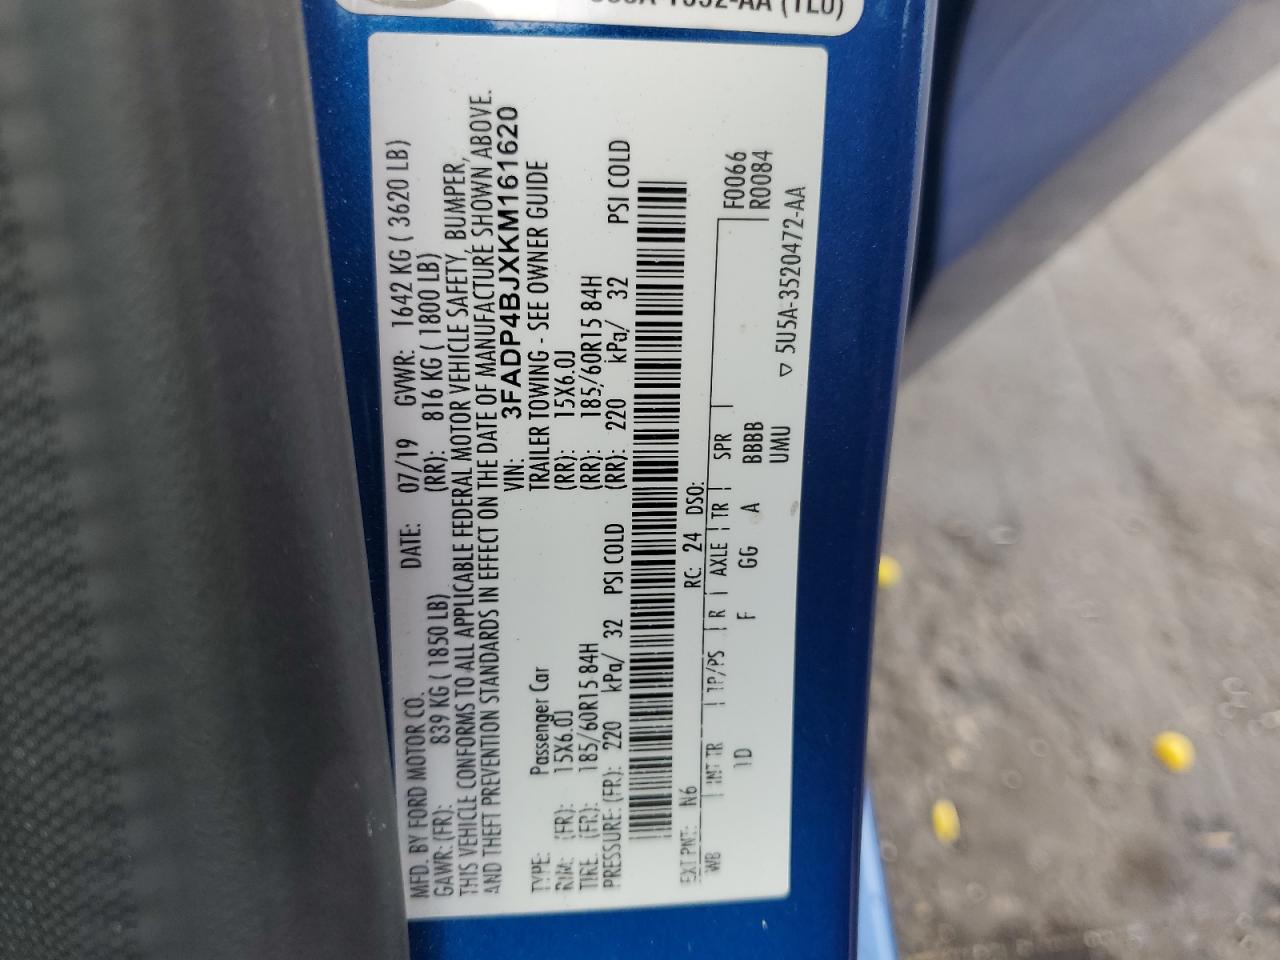 MFD. BY FORD MOTOR CO. DATE: 07/19 GVWR: 1642 KG ( 3620 LB)
GAWR: (FR): 839 KG ( 1850 LB) (RR): 816 KG ( 1800 LB)
THIS VEHICLE CONFORMS TO ALL APPLICABLE FEDERAL MOTOR VEHICLE SAFETY, BUMPER,
AND THEFT PREVENTION STANDARDS IN EFFECT ON THE DATE OF MANUFACTURE SHOWN ABOVE.
VIN: 3FADP4BJXKM161620
TYPE: Passenger Car TRAILER TOWING - SEE OWNER GUIDE
RIM: (FR): 15X6.0J (RR): 15X6.0J
TIRE: (FR): 185/60R15 84H (RR): 185/60R15 84H
PRESSURE: (FR): 220 kPa/ 32 PSI COLD (RR): 220 kPa/ 32 PSI COLD
EXT PNT: N6 RC: 24 DSO: F0066
WB INT TR TP/PS R AXLE TR SPR R0084
1D F GG A BBBB
UMU ▽ 5U5A-3520472-AA